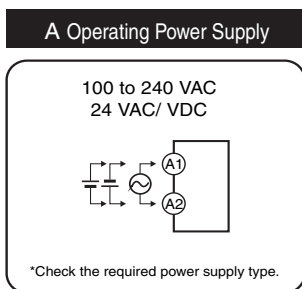 A Operating Power Supply
100 to 240 VAC
24 VAC/ VDC
A1
A2
*Check the required power supply type.